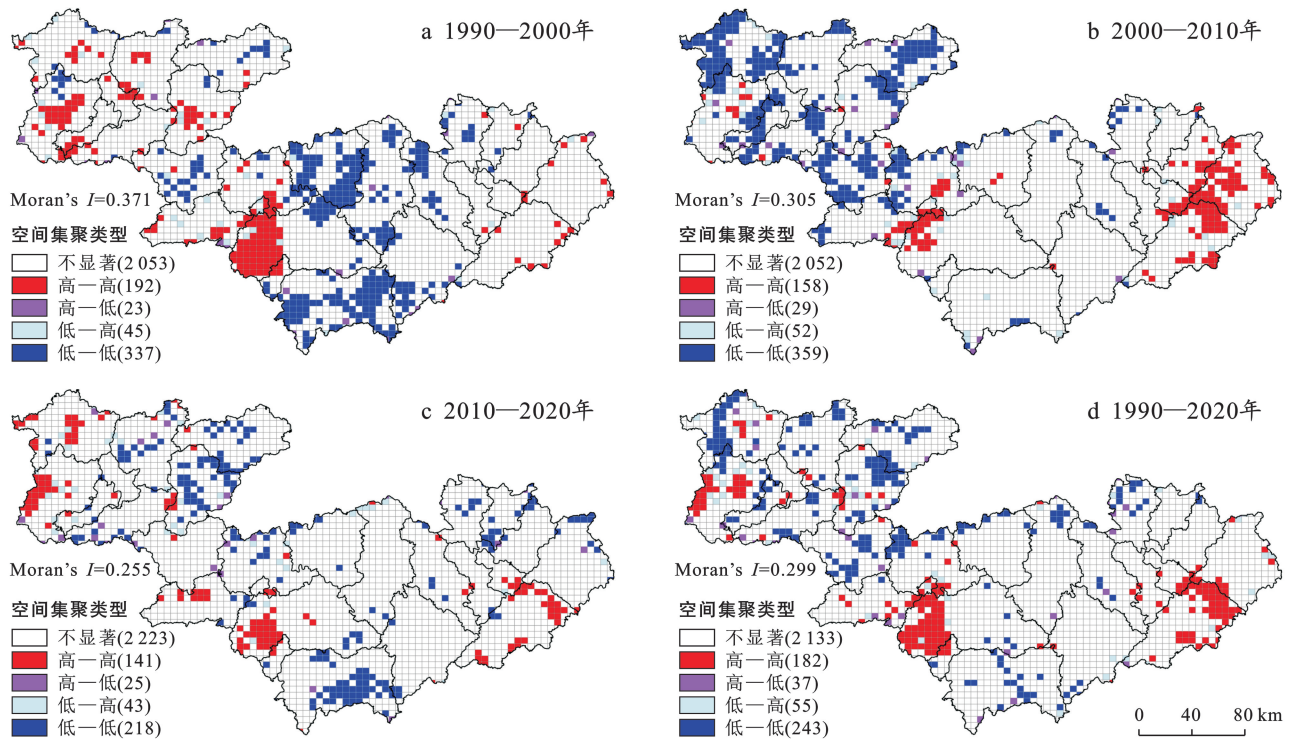 a 1990—2000年
Moran's I=0.371
空间集聚类型
不显著(2 053)
高—高(192)
高—低(23)
低—高(45)
低—低(337)
b 2000—2010年
Moran's I=0.305
空间集聚类型
不显著(2 052)
高—高(158)
高—低(29)
低—高(52)
低—低(359)
c 2010—2020年
Moran's I=0.255
空间集聚类型
不显著(2 223)
高—高(141)
高—低(25)
低—高(43)
低—低(218)
d 1990—2020年
Moran's I=0.299
空间集聚类型
不显著(2 133)
高—高(182)
高—低(37)
低—高(55)
低—低(243)
0 40 80 km